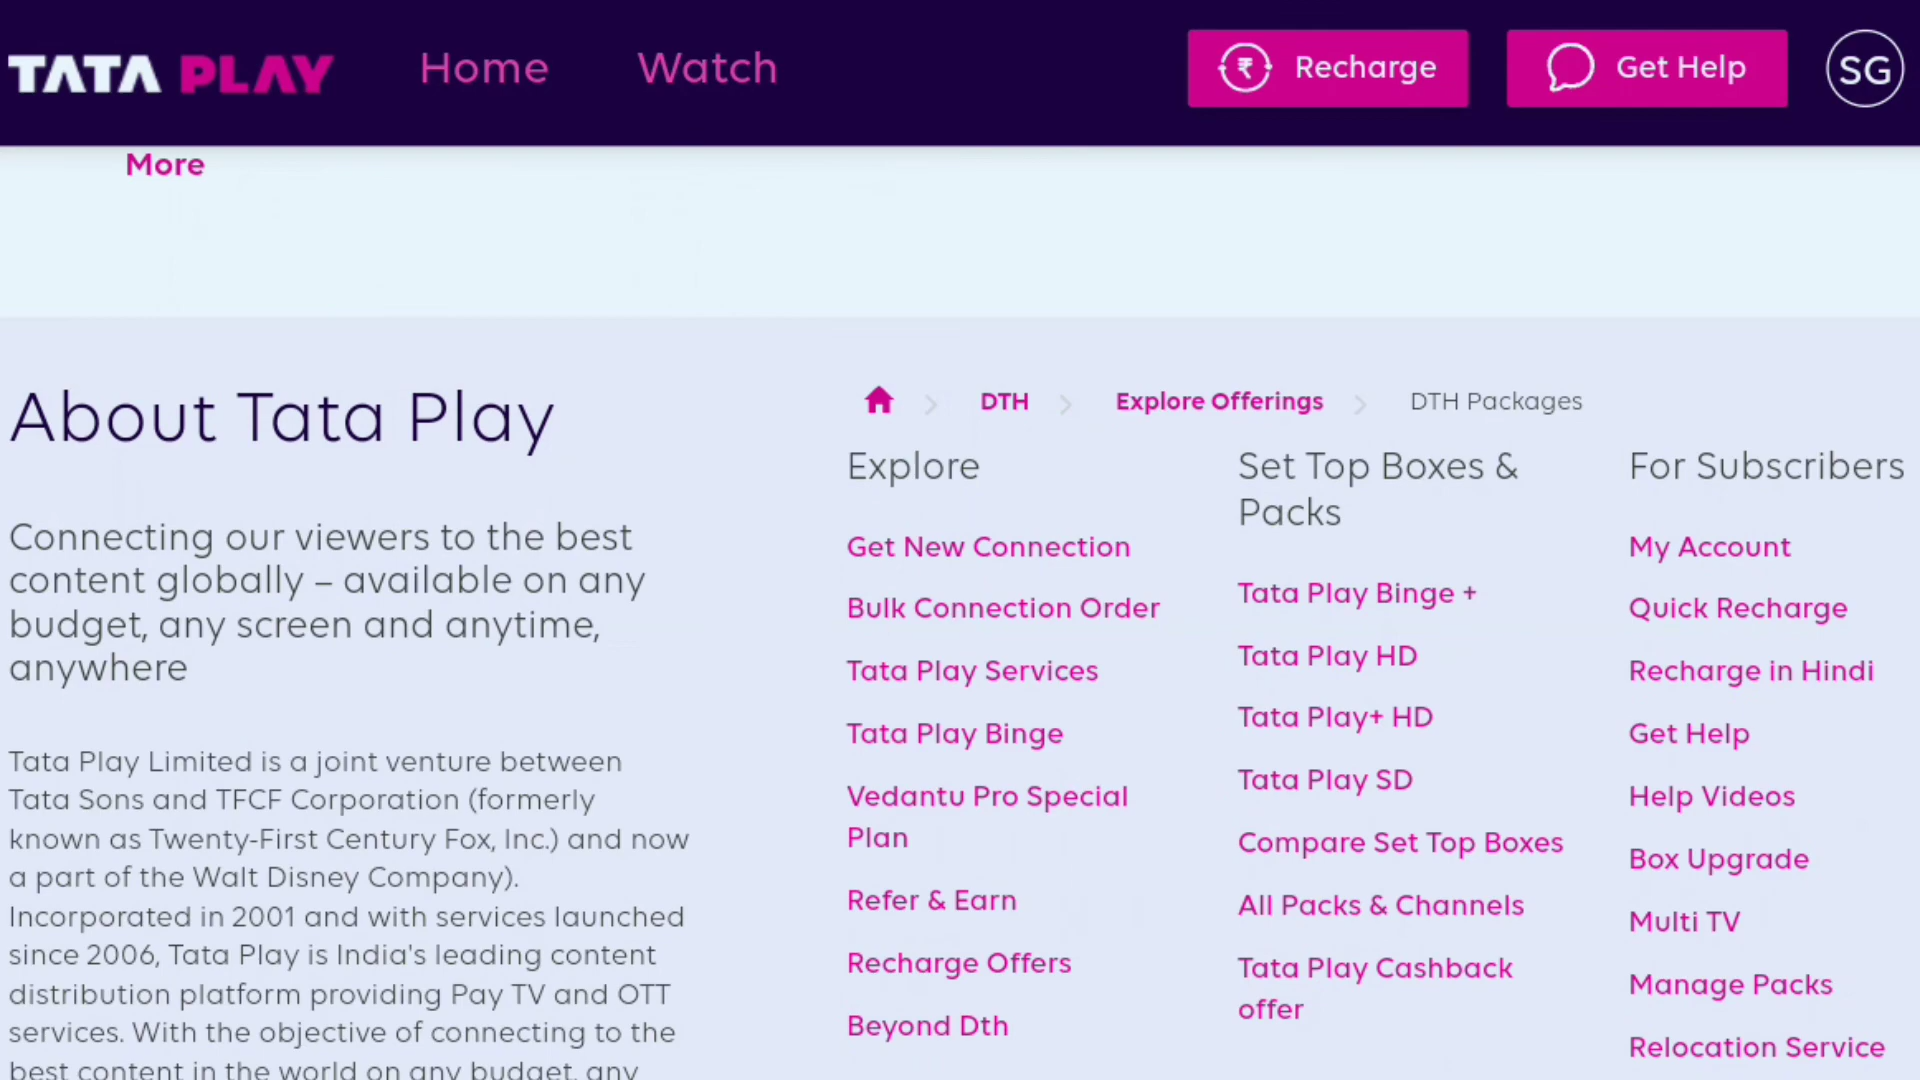 TATA PLAY
Home
Watch
Recharge
Get Help
SG
More
About Tata Play
Connecting our viewers to the best
content globally – available on any
budget, any screen and anytime,
anywhere
Tata Play Limited is a joint venture between
Tata Sons and TFCF Corporation (formerly
known as Twenty-First Century Fox, Inc.) and now
a part of the Walt Disney Company).
Incorporated in 2001 and with services launched
since 2006, Tata Play is India's leading content
distribution platform providing Pay TV and OTT
services. With the objective of connecting to the
best content in the world on any budget, any
DTH
Explore Offerings
DTH Packages
Explore
Get New Connection
Bulk Connection Order
Tata Play Services
Tata Play Binge
Vedantu Pro Special
Plan
Refer & Earn
Recharge Offers
Beyond Dth
Set Top Boxes &
Packs
Tata Play Binge +
Tata Play HD
Tata Play+ HD
Tata Play SD
Compare Set Top Boxes
All Packs & Channels
Tata Play Cashback
offer
For Subscribers
My Account
Quick Recharge
Recharge in Hindi
Get Help
Help Videos
Box Upgrade
Multi TV
Manage Packs
Relocation Service